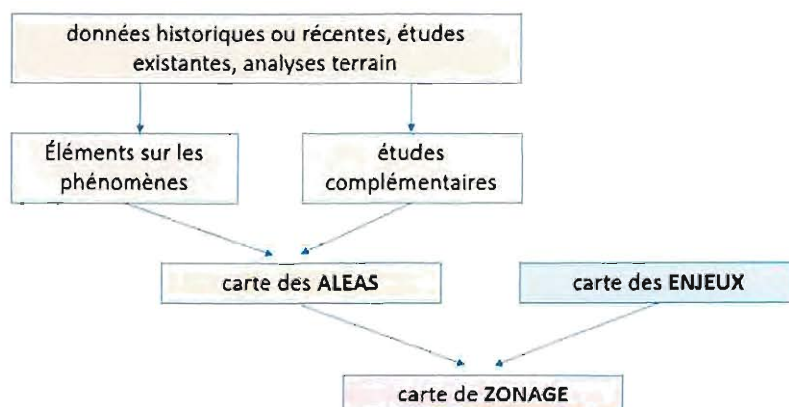 données historiques ou récentes, études
existantes, analyses terrain
Éléments sur les
phénomènes
études
complémentaires
carte des ALEAS
carte des ENJEUX
carte de ZONAGE